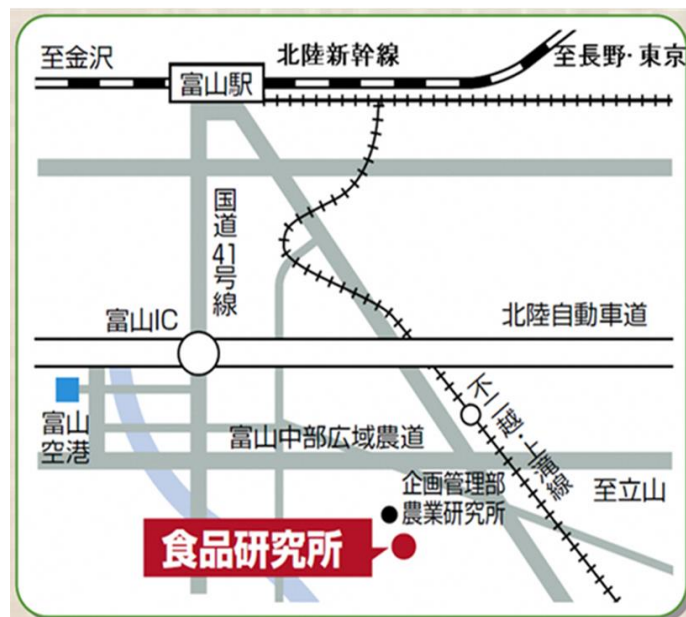 至金沢
北陸新幹線
至長野・東京
富山駅
国道41号線
富山IC
北陸自動車道
富山
空港
富山中部広域農道
不二越・上滝線
至立山
企画管理部
農業研究所
食品研究所